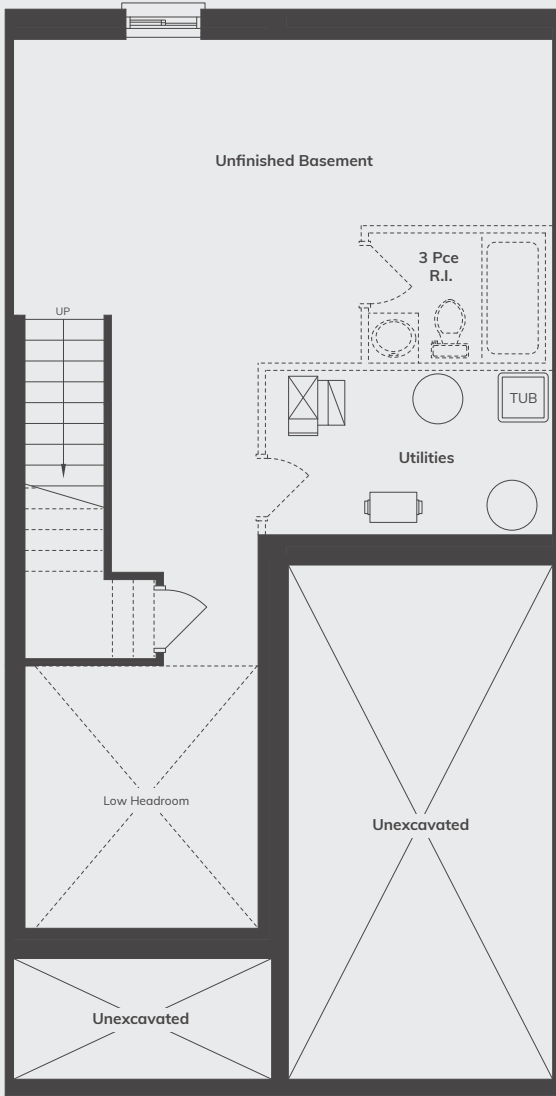 Unfinished Basement
3 Pce
R.I.
UP
TUB
Utilities
Low Headroom
Unexcavated
Unexcavated